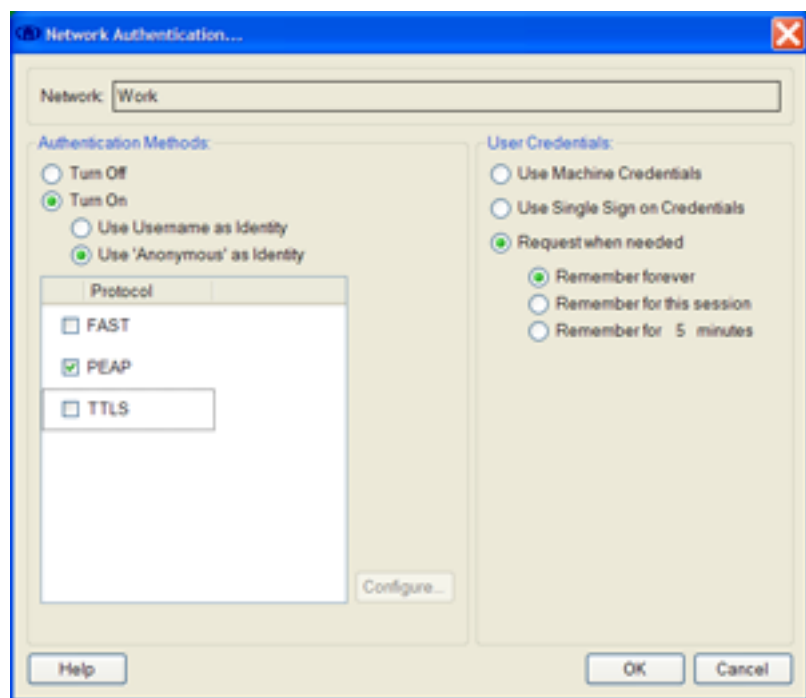 Network Authentication....
Network: Work
Authentication Methods:
Turn Off
Turn On
Use Username as Identity
Use 'Anonymous' as Identity
Protocol
FAST
PEAP
TTLS
Configure...
User Credentials:
Use Machine Credentials
Use Single Sign on Credentials
Request when needed
Remember forever
Remember for this session
Remember for 5 minutes
Help
OK
Cancel